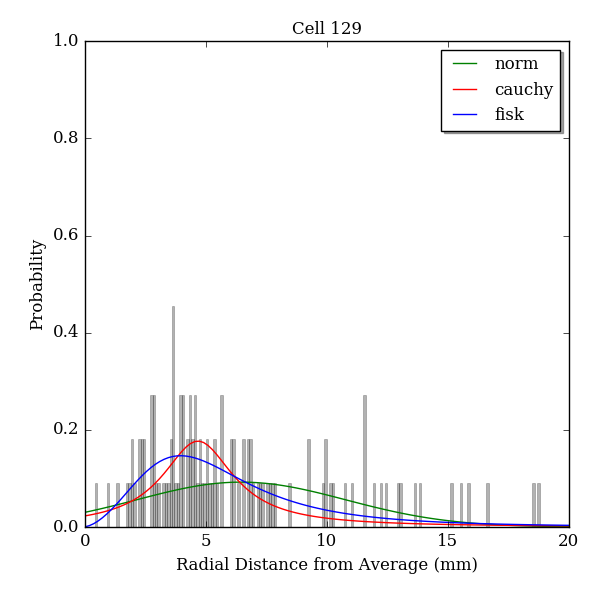 Cell 129
1.0
0.8
0.6
0.4
0.2
0.0
Probability
norm
cauchy
fisk
0 5 10 15 20
Radial Distance from Average (mm)